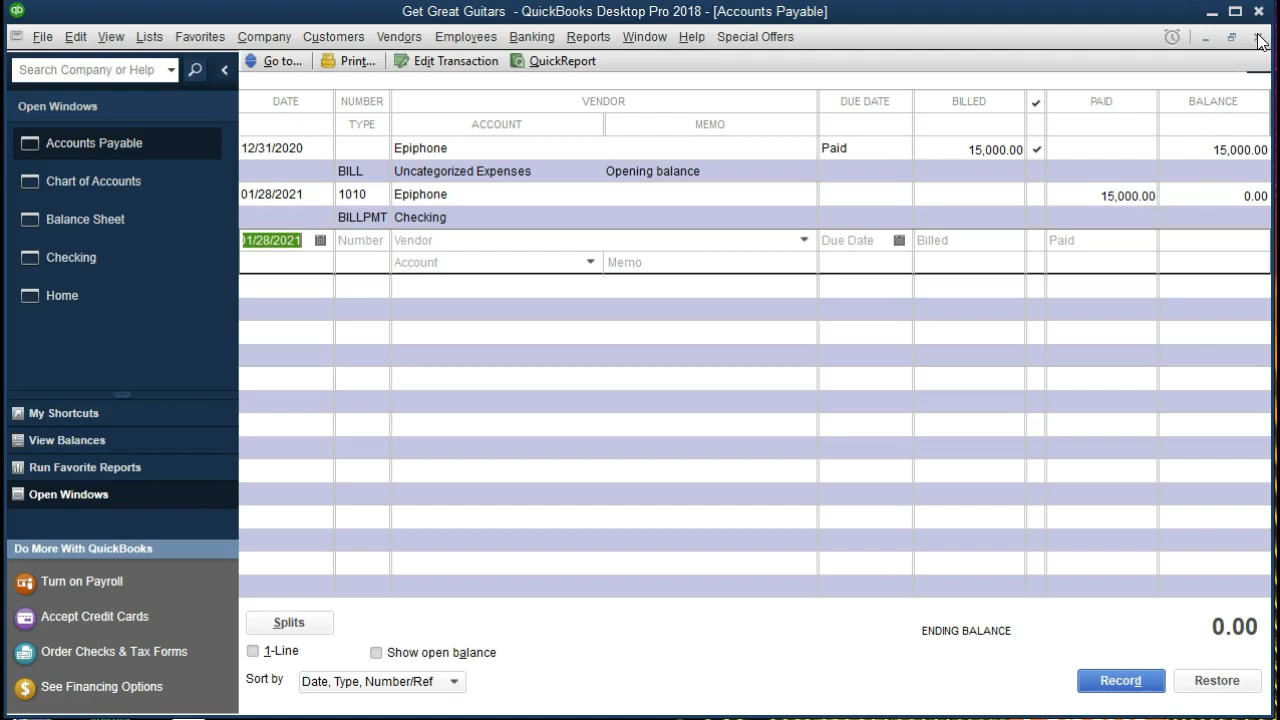 Get Great Guitars - QuickBooks Desktop Pro 2018 - [Accounts Payable]
File Edit View Lists Favorites Company Customers Vendors Employees Banking Reports Window Help Special Offers
Search Company or Help
Go to... Print... Edit Transaction QuickReport
Open Windows
Accounts Payable
Chart of Accounts
Balance Sheet
Checking
Home
My Shortcuts
View Balances
Run Favorite Reports
Open Windows
Do More With QuickBooks
Turn on Payroll
Accept Credit Cards
Order Checks & Tax Forms
See Financing Options
DATE NUMBER VENDOR DUE DATE BILLED ✓ PAID BALANCE
TYPE ACCOUNT MEMO
12/31/2020 Epiphone Paid 15,000.00 ✓ 15,000.00
BILL Uncategorized Expenses Opening balance
01/28/2021 1010 Epiphone 15,000.00 0.00
BILLPMT Checking
01/28/2021 Number Vendor Due Date Billed Paid
Account Memo
Splits
ENDING BALANCE 0.00
1-Line Show open balance
Sort by Date, Type, Number/Ref
Record Restore